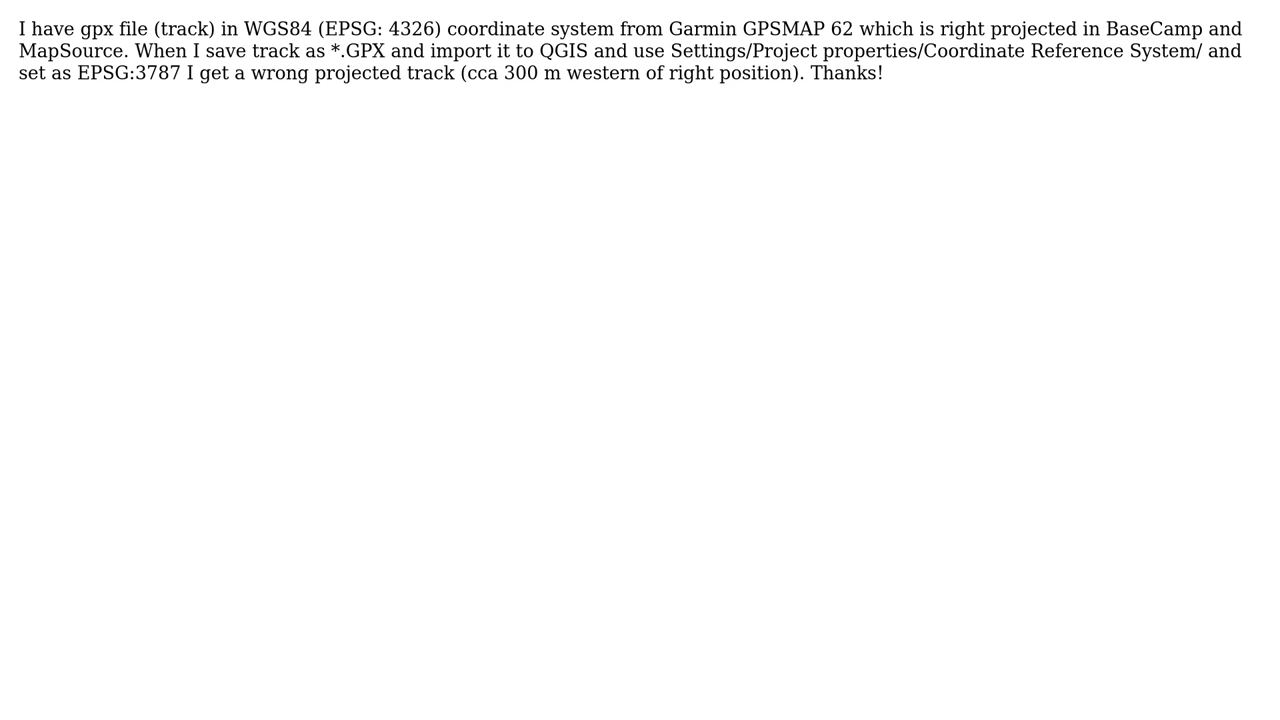 I have gpx file (track) in WGS84 (EPSG: 4326) coordinate system from Garmin GPSMAP 62 which is right projected in BaseCamp and
MapSource. When I save track as *.GPX and import it to QGIS and use Settings/Project properties/Coordinate Reference System/ and
set as EPSG:3787 I get a wrong projected track (cca 300 m western of right position). Thanks!